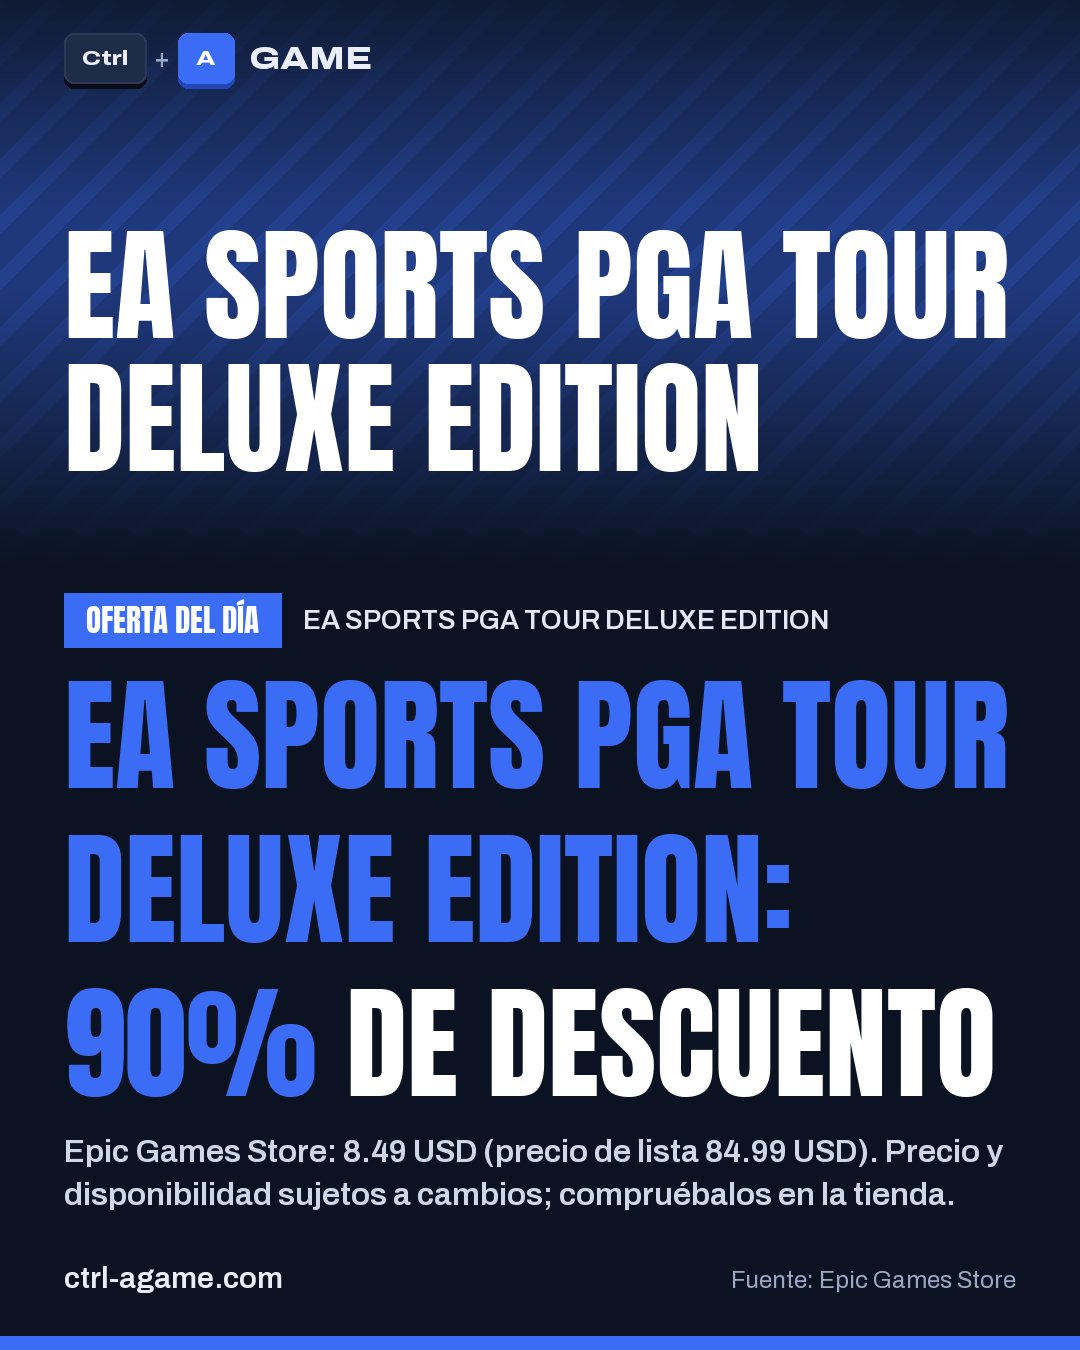 Ctrl + A GAME
EA SPORTS PGA TOUR
DELUXE EDITION
OFERTA DEL DÍA EA SPORTS PGA TOUR DELUXE EDITION
EA SPORTS PGA TOUR
DELUXE EDITION:
90% DE DESCUENTO
Epic Games Store: 8.49 USD (precio de lista 84.99 USD). Precio y
disponibilidad sujetos a cambios; compruébalos en la tienda.
ctrl-agame.com Fuente: Epic Games Store